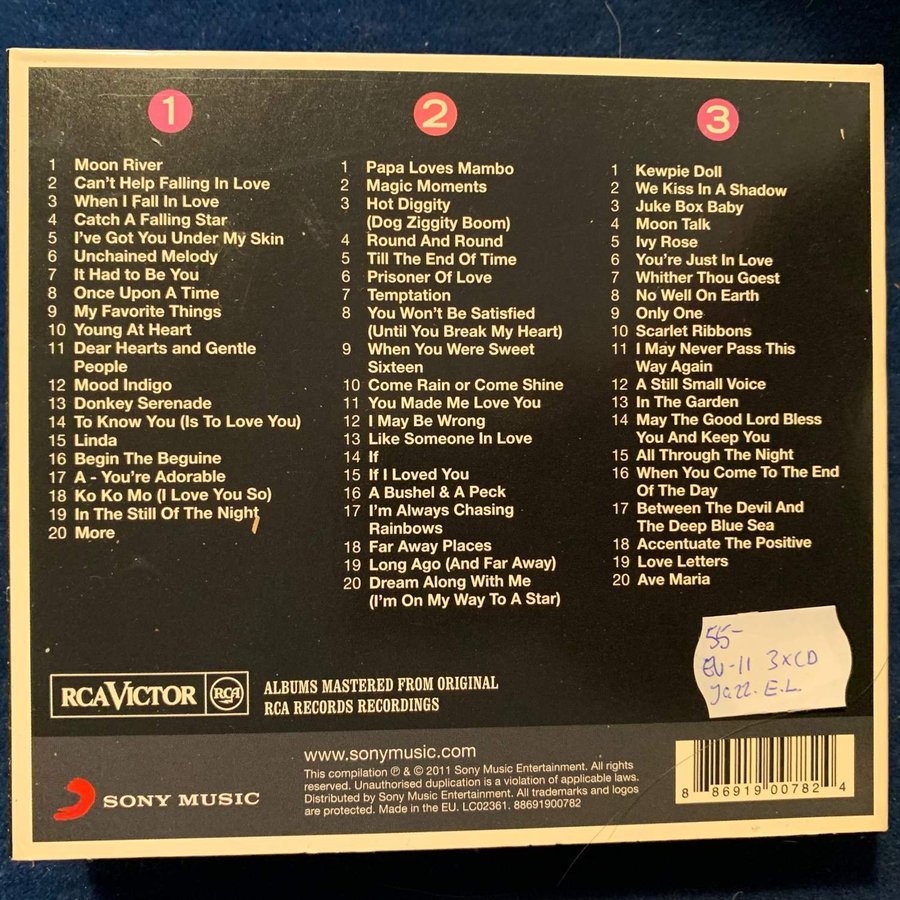 1
1 Moon River
2 Can't Help Falling In Love
3 When I Fall In Love
4 Catch A Falling Star
5 I've Got You Under My Skin
6 Unchained Melody
7 It Had to Be You
8 Once Upon A Time
9 My Favorite Things
10 Young At Heart
11 Dear Hearts and Gentle
People
12 Mood Indigo
13 Donkey Serenade
14 To Know You (Is To Love You)
15 Linda
16 Begin The Beguine
17 A - You're Adorable
18 Ko Ko Mo (I Love You So)
19 In The Still Of The Night
20 More
2
1 Papa Loves Mambo
2 Magic Moments
3 Hot Diggity
(Dog Ziggity Boom)
4 Round And Round
5 Till The End Of Time
6 Prisoner Of Love
7 Temptation
8 You Won't Be Satisfied
(Until You Break My Heart)
9 When You Were Sweet
Sixteen
10 Come Rain or Come Shine
11 You Made Me Love You
12 I May Be Wrong
13 Like Someone In Love
14 If
15 If I Loved You
16 A Bushel & A Peck
17 I'm Always Chasing
Rainbows
18 Far Away Places
19 Long Ago (And Far Away)
20 Dream Along With Me
(I'm On My Way To A Star)
3
1 Kewpie Doll
2 We Kiss In A Shadow
3 Juke Box Baby
4 Moon Talk
5 Ivy Rose
6 You're Just In Love
7 Whither Thou Goest
8 No Well On Earth
9 Only One
10 Scarlet Ribbons
11 I May Never Pass This
Way Again
12 A Still Small Voice
13 In The Garden
14 May The Good Lord Bless
You And Keep You
15 All Through The Night
16 When You Come To The End
Of The Day
17 Between The Devil And
The Deep Blue Sea
18 Accentuate The Positive
19 Love Letters
20 Ave Maria
55-
EU-11 3xCD
Jazz. E.L.
RCA VICTOR RCA
ALBUMS MASTERED FROM ORIGINAL
RCA RECORDS RECORDINGS
SONY MUSIC
www.sonymusic.com
This compilation ℗ & © 2011 Sony Music Entertainment. All rights
reserved. Unauthorised duplication is a violation of applicable laws.
Distributed by Sony Music Entertainment. All trademarks and logos
are protected. Made in the EU. LC02361. 88691900782
8 86919 00782 4